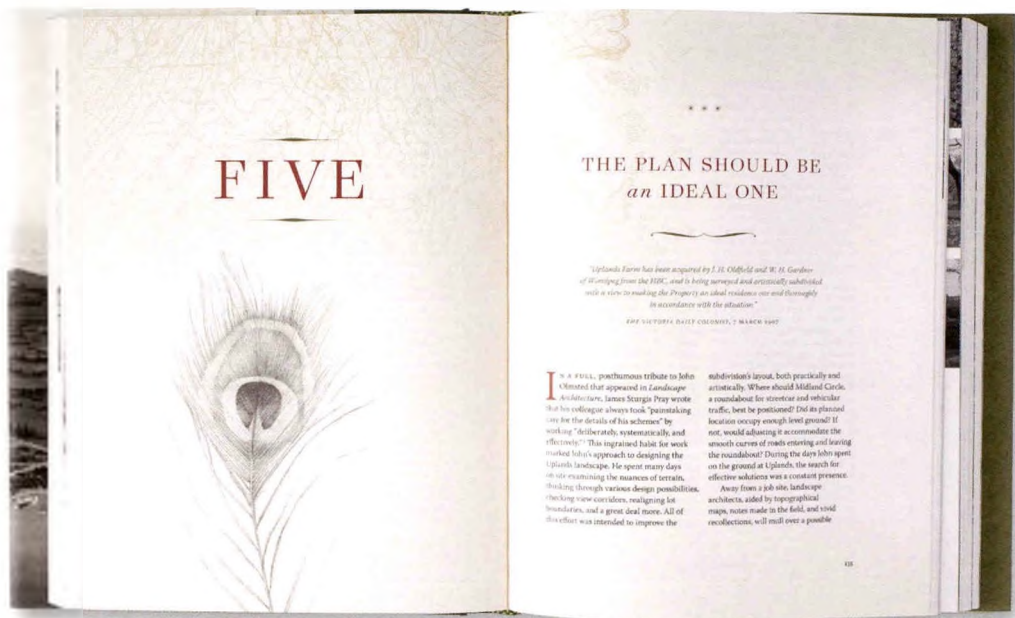 FIVE
* * *
THE PLAN SHOULD BE
an IDEAL ONE
"Uplands Farm has been acquired by J. H. Oldfield and W. H. Gardner
of Winnipeg from the HBC, and is being surveyed and artistically subdivided
with a view to making the Property an ideal residence one and thoroughly
in accordance with the situation."
THE VICTORIA DAILY COLONIST, 7 MARCH 1907
IN A FULL, posthumous tribute to John
Olmsted that appeared in Landscape
Architecture, James Sturgis Pray wrote
that his colleague always took "painstaking
care for the details of his schemes" by
working "deliberately, systematically, and
effectively." This ingrained habit for work
marked John's approach to designing the
Uplands landscape. He spent many days
on site examining the nuances of terrain,
thinking through various design possibilities,
checking view corridors, realigning lot
boundaries, and a great deal more. All of
this effort was intended to improve the
subdivision's layout, both practically and
artistically. Where should Midland Circle,
a roundabout for streetcar and vehicular
traffic, best be positioned? Did its planned
location occupy enough level ground? If
not, would adjusting it accommodate the
smooth curves of roads entering and leaving
the roundabout? During the days John spent
on the ground at Uplands, the search for
effective solutions was a constant presence.
Away from a job site, landscape
architects, aided by topographical
maps, notes made in the field, and vivid
recollections, will mull over a possible